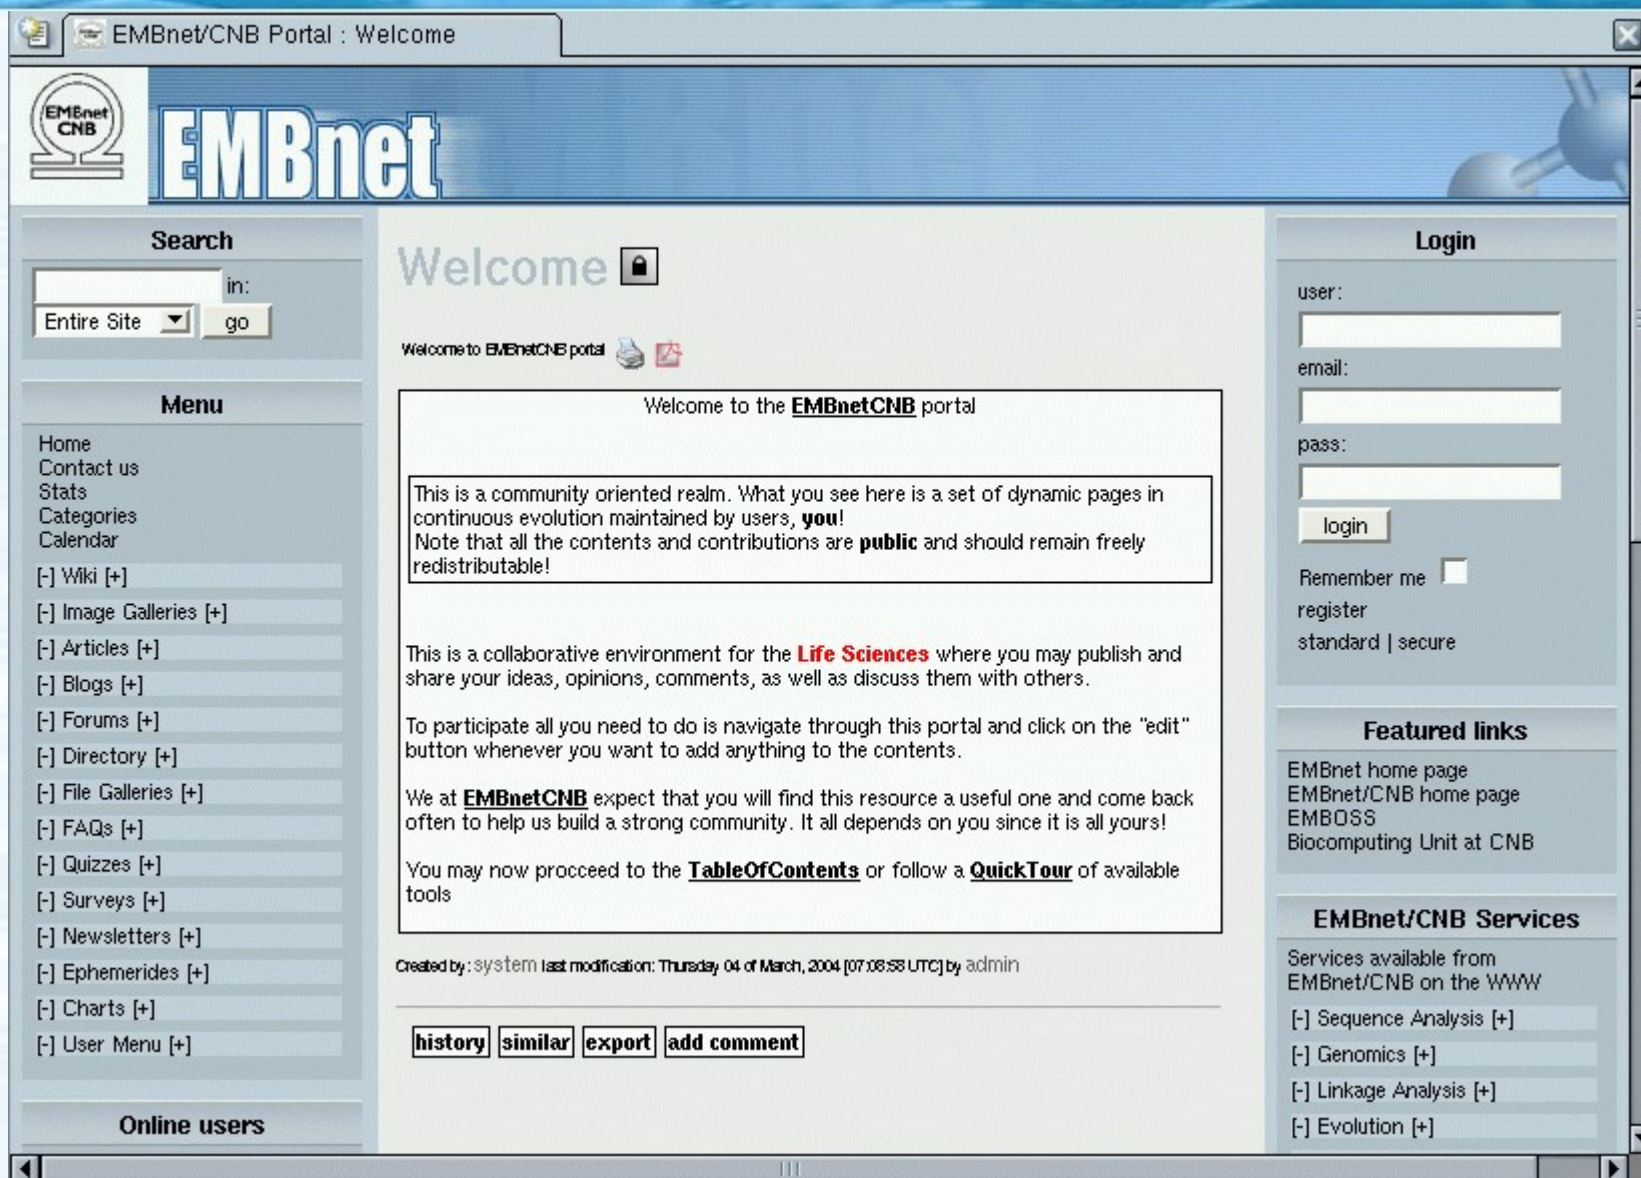 EMBnet/CNB Portal : Welcome
EMBnet
CNB
EMBnet
Search
in:
Entire Site
go
Menu
Home
Contact us
Stats
Categories
Calendar
[-] Wiki [+]
[-] Image Galleries [+]
[-] Articles [+]
[-] Blogs [+]
[-] Forums [+]
[-] Directory [+]
[-] File Galleries [+]
[-] FAQs [+]
[-] Quizzes [+]
[-] Surveys [+]
[-] Newsletters [+]
[-] Ephemerides [+]
[-] Charts [+]
[-] User Menu [+]
Online users
Welcome
Welcome to EMBnetCNB portal
Welcome to the EMBnetCNB portal
This is a community oriented realm. What you see here is a set of dynamic pages in
continuous evolution maintained by users, you!
Note that all the contents and contributions are public and should remain freely
redistributable!
This is a collaborative environment for the Life Sciences where you may publish and
share your ideas, opinions, comments, as well as discuss them with others.
To participate all you need to do is navigate through this portal and click on the "edit"
button whenever you want to add anything to the contents.
We at EMBnetCNB expect that you will find this resource a useful one and come back
often to help us build a strong community. It all depends on you since it is all yours!
You may now procceed to the TableOfContents or follow a QuickTour of available
tools
Created by: system last modification: Thursday 04 of March, 2004 [07:08:58 UTC] by admin
history similar export add comment
Login
user:
email:
pass:
login
Remember me
register
standard | secure
Featured links
EMBnet home page
EMBnet/CNB home page
EMBOSS
Biocomputing Unit at CNB
EMBnet/CNB Services
Services available from
EMBnet/CNB on the WWW
[-] Sequence Analysis [+]
[-] Genomics [+]
[-] Linkage Analysis [+]
[-] Evolution [+]